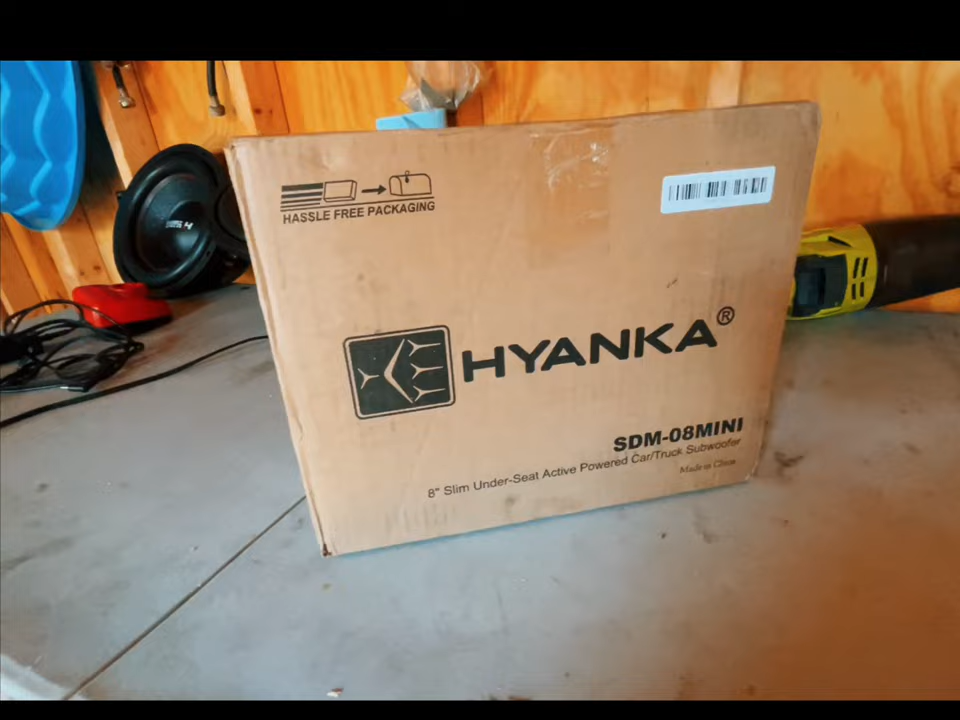 HASSLE FREE PACKAGING
HYANKA®
SDM-08MINI
8" Slim Under-Seat Active Powered Car/Truck Subwoofer
Made in China